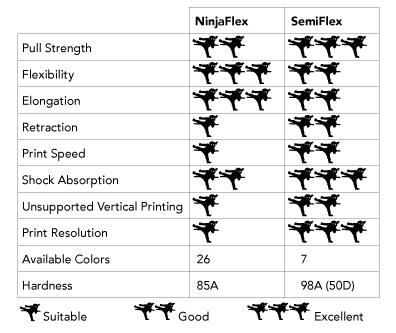 NinjaFlex SemiFlex
Pull Strength
Flexibility
Elongation
Retraction
Print Speed
Shock Absorption
Unsupported Vertical Printing
Print Resolution
Available Colors 26 7
Hardness 85A 98A (50D)
Suitable Good Excellent